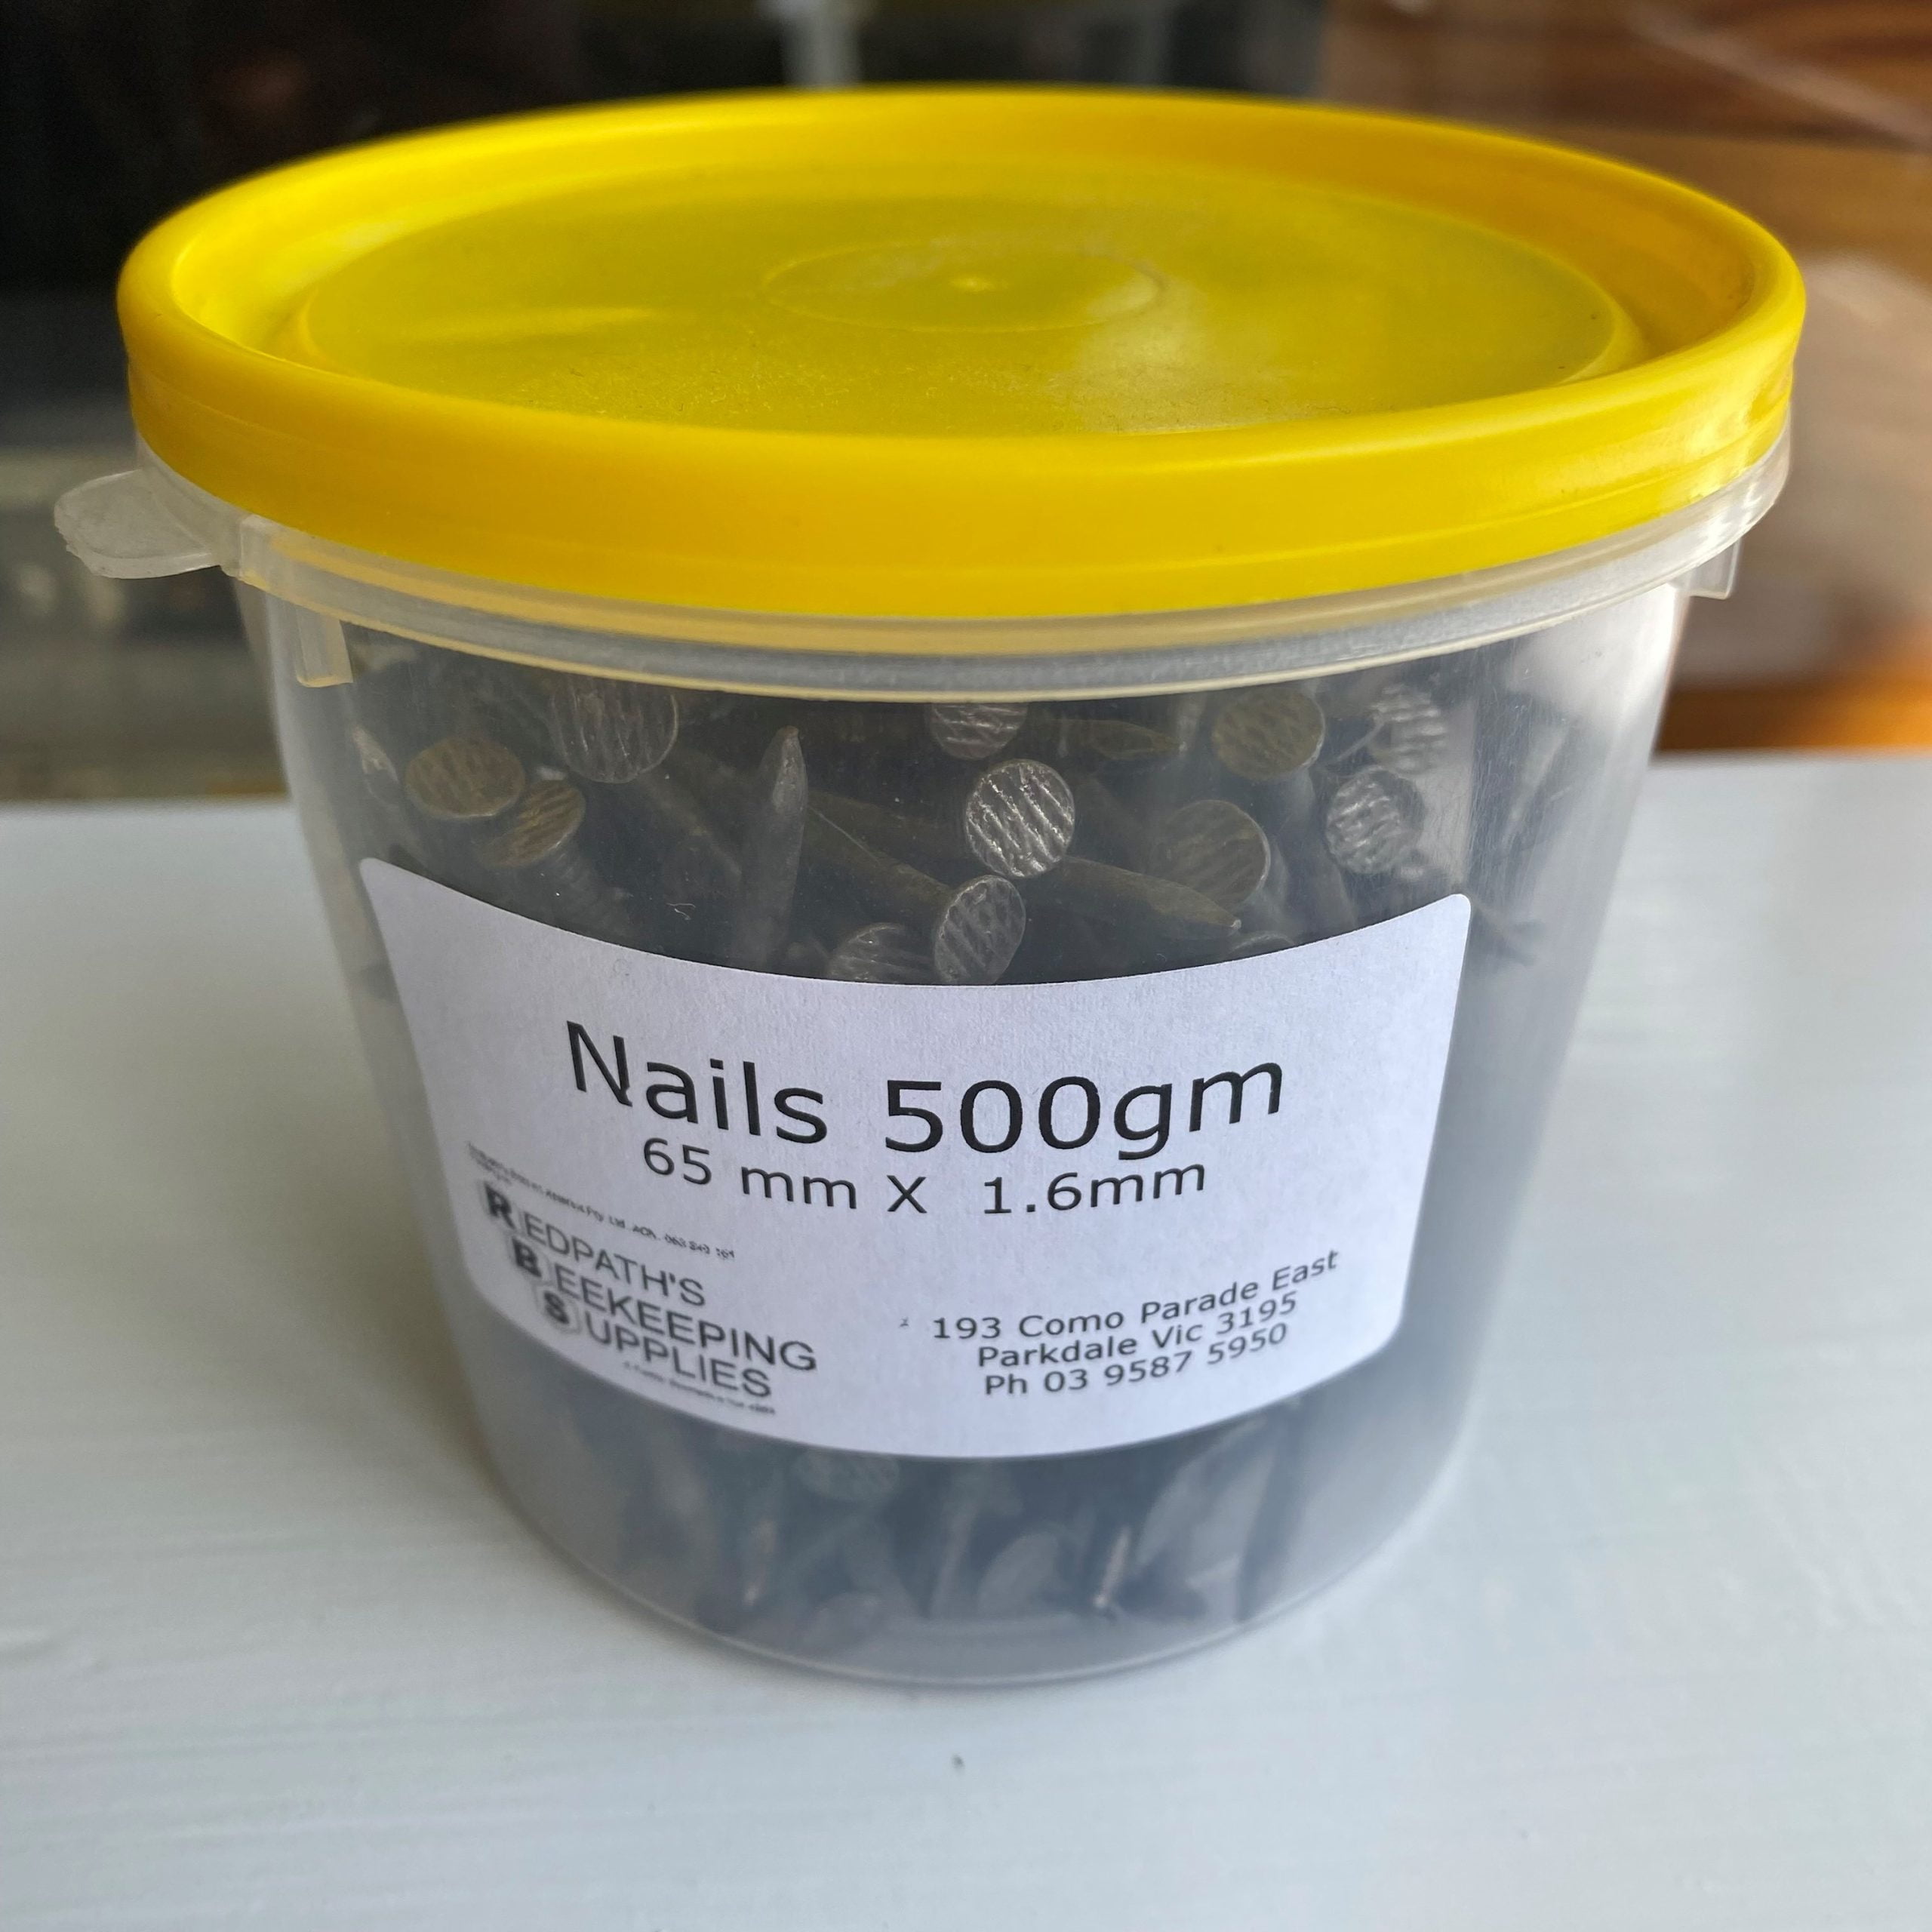 Nails 500gm
65 mm X 1.6mm
REDPATH'S
BEEKEEPING
SUPPLIES
193 Como Parade East
Parkdale Vic 3195
Ph 03 9587 5950